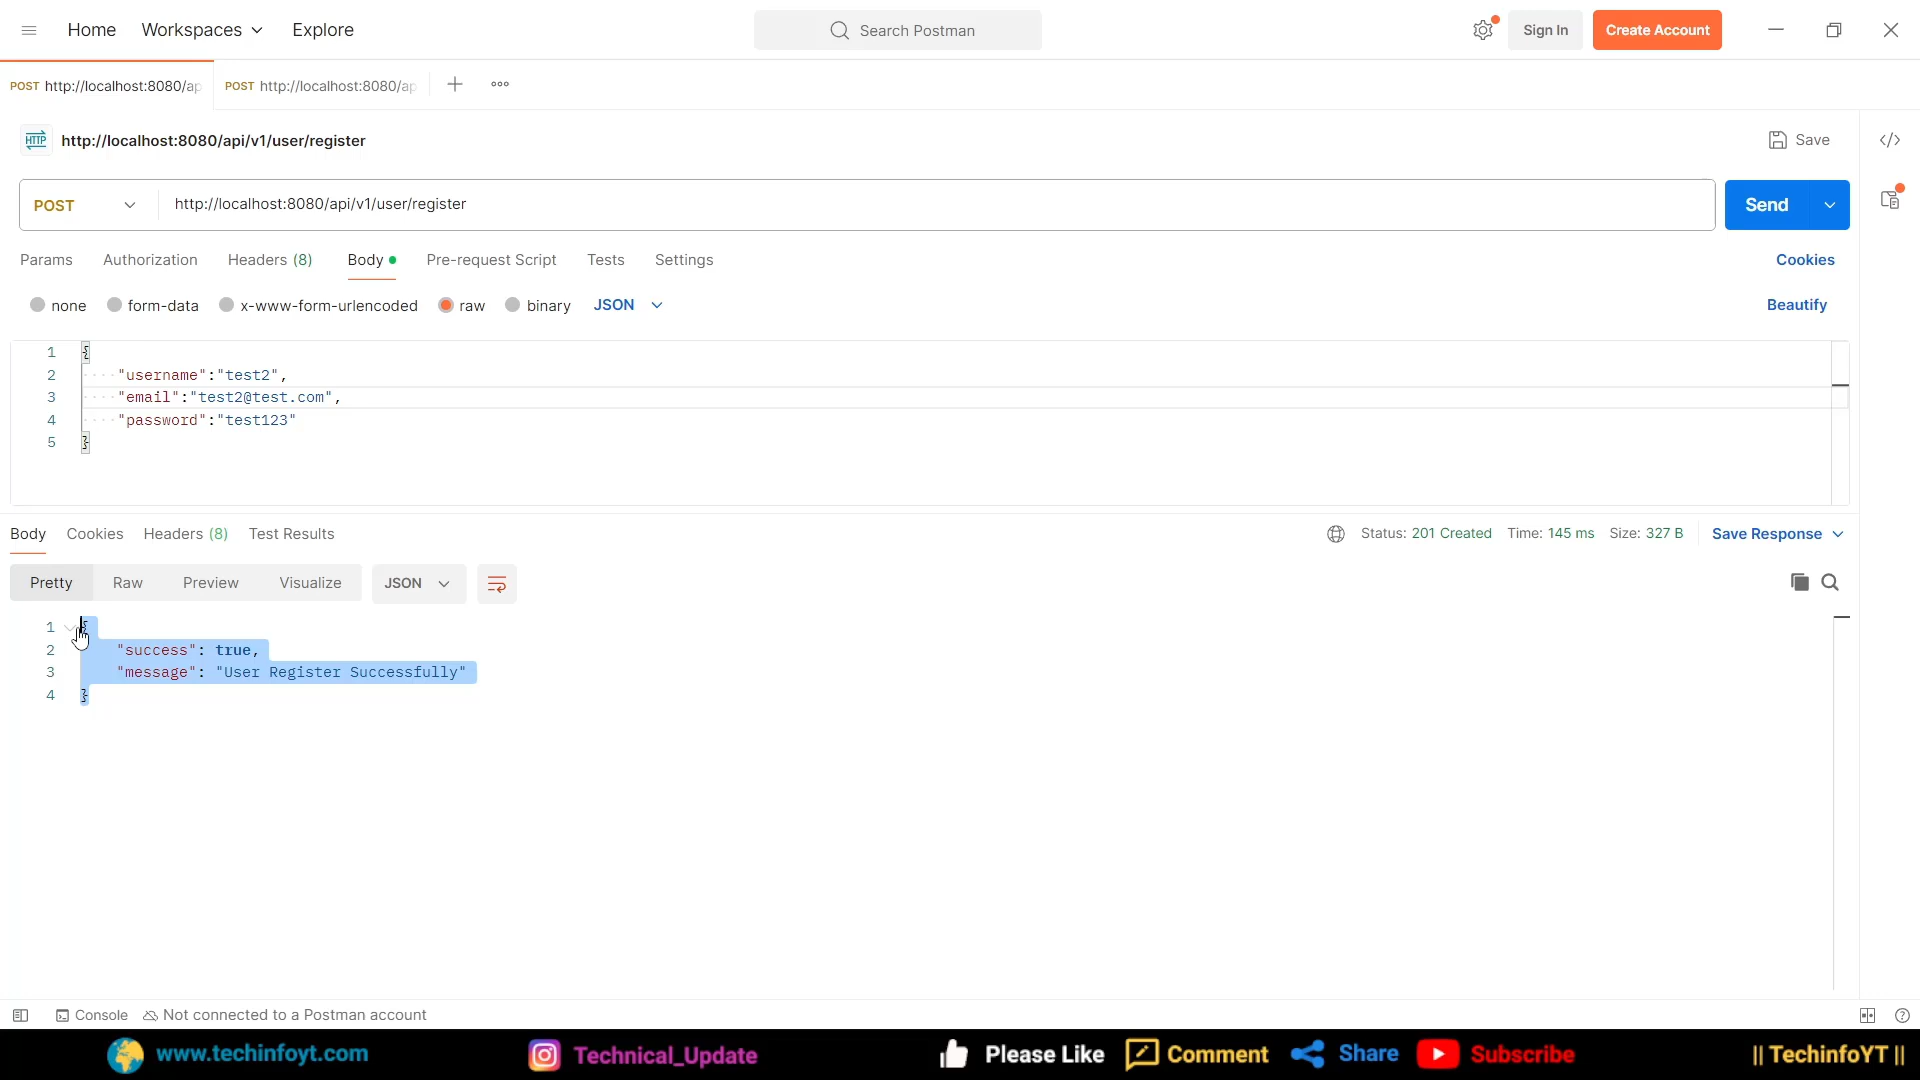 Home Workspaces Explore Search Postman Sign In Create Account
POST http://localhost:8080/ap POST http://localhost:8080/ap
HTTP http://localhost:8080/api/v1/user/register Save
POST http://localhost:8080/api/v1/user/register Send
Params Authorization Headers (8) Body Pre-request Script Tests Settings Cookies
none form-data x-www-form-urlencoded raw binary JSON Beautify
1 {
2 "username":"test2",
3 "email":"test2@test.com",
4 "password":"test123"
5 }
Body Cookies Headers (8) Test Results Status: 201 Created Time: 145 ms Size: 327 B Save Response
Pretty Raw Preview Visualize JSON
1 {
2 "success": true,
3 "message": "User Register Successfully"
4 }
Console Not connected to a Postman account
www.techinfoyt.com Technical_Update Please Like Comment Share Subscribe || TechinfoYT ||